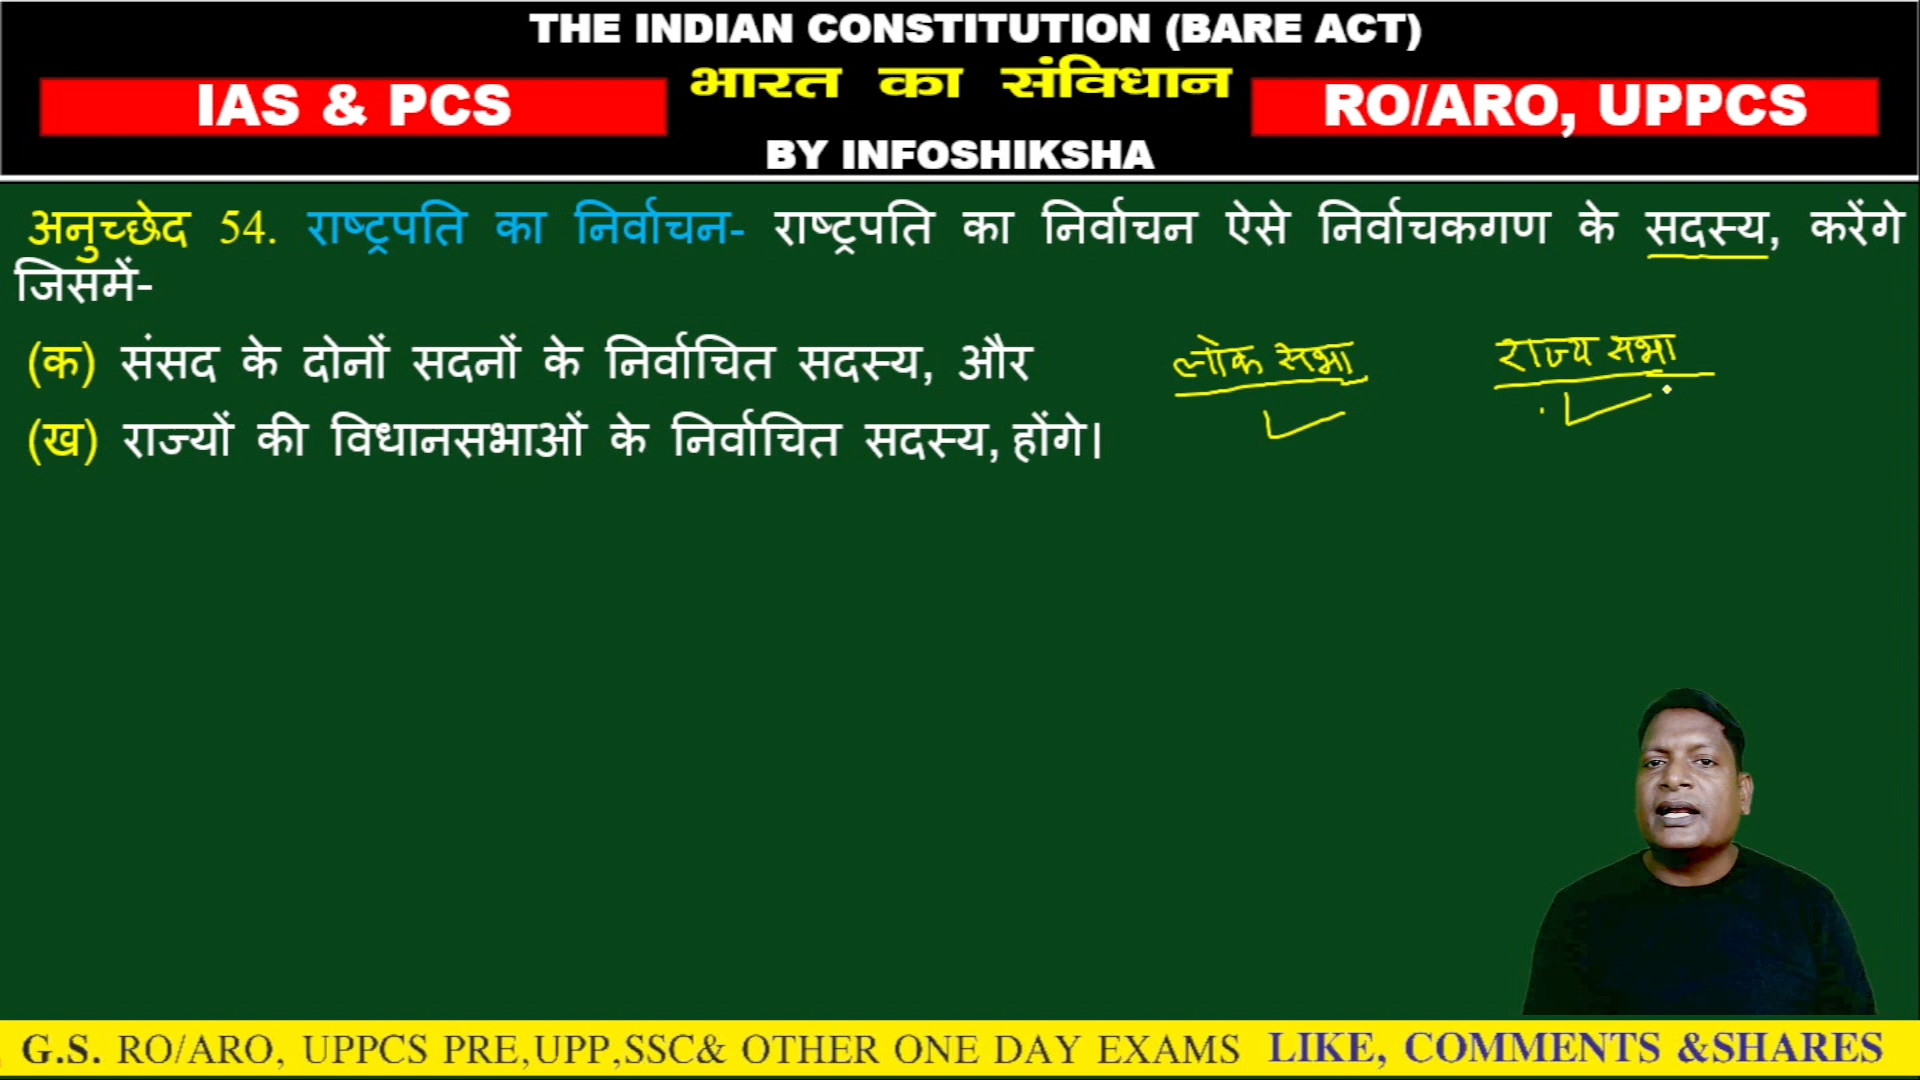 THE INDIAN CONSTITUTION (BARE ACT)
भारत का संविधान
IAS & PCS
RO/ARO, UPPCS
BY INFOSHIKSHA
अनुच्छेद 54. राष्ट्रपति का निर्वाचन- राष्ट्रपति का निर्वाचन ऐसे निर्वाचकगण के सदस्य, करेंगे
जिसमें-
(क) संसद के दोनों सदनों के निर्वाचित सदस्य, और
लोक सभा
राज्य सभा
(ख) राज्यों की विधानसभाओं के निर्वाचित सदस्य, होंगे।
G.S. RO/ARO, UPPCS PRE,UPP,SSC& OTHER ONE DAY EXAMS LIKE, COMMENTS &SHARES